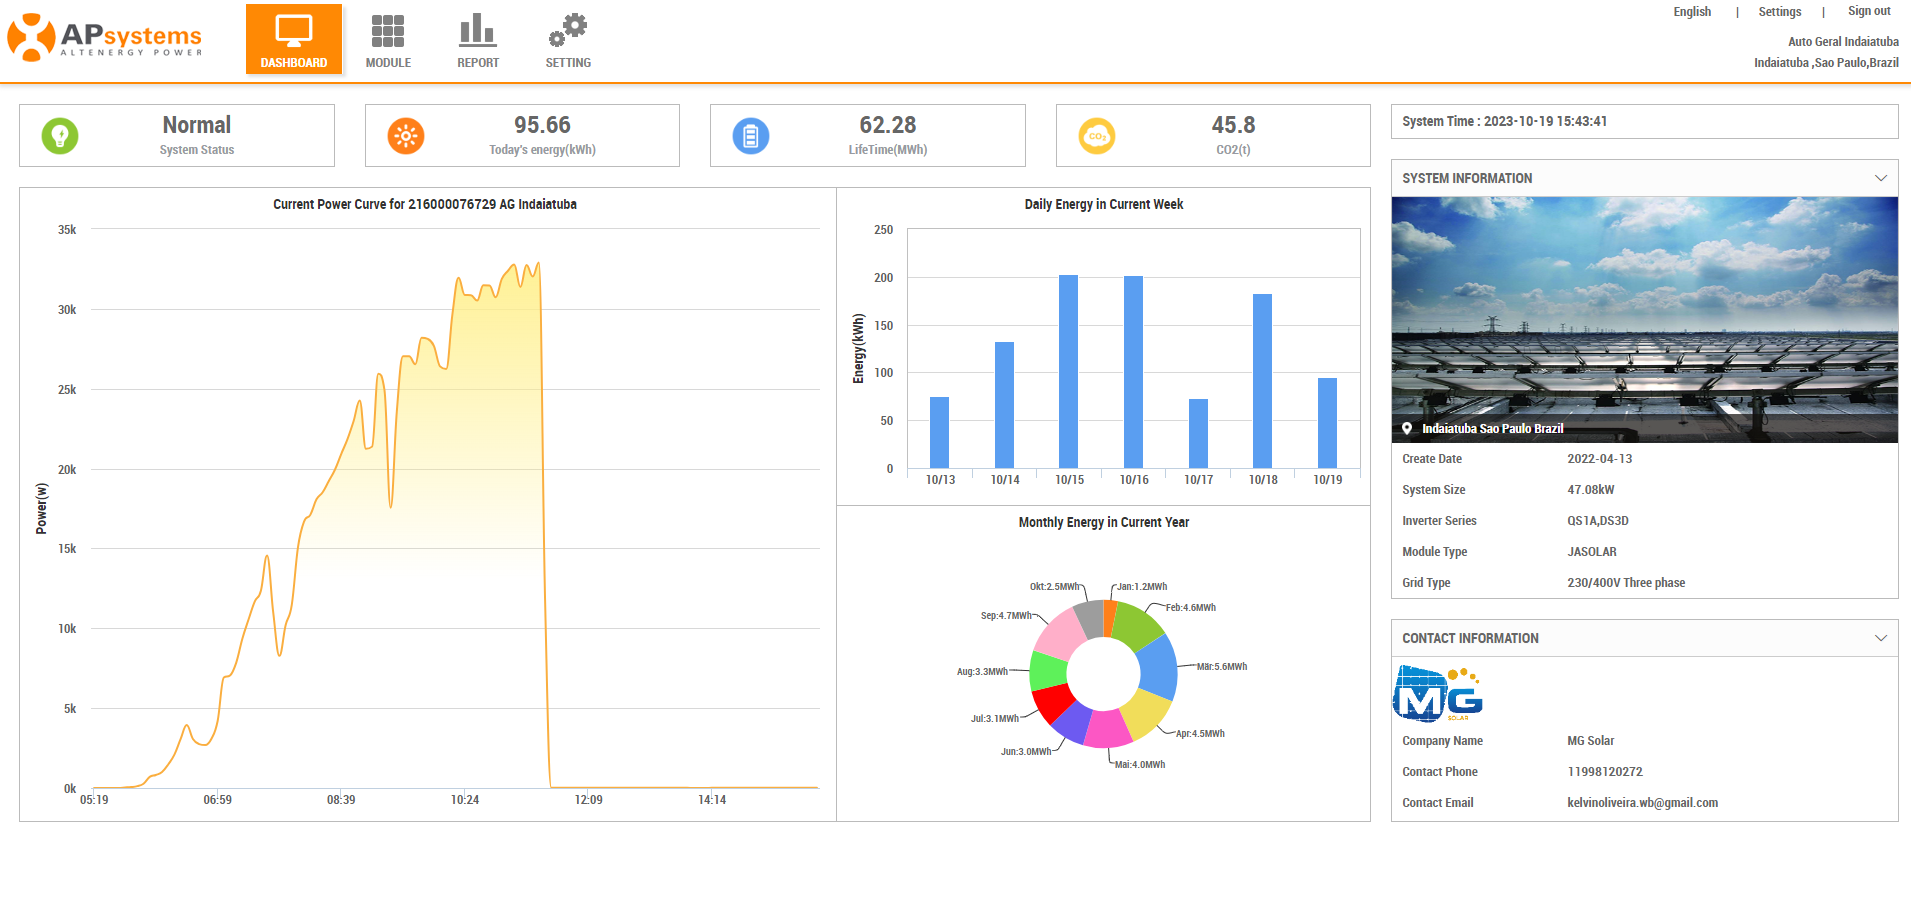 APsystems
ALTENERGY POWER
DASHBOARD
MODULE
REPORT
SETTING
English | Settings | Sign out
Auto Geral Indaiatuba
Indaiatuba ,Sao Paulo,Brazil
Normal
System Status
95.66
Today's energy(kWh)
62.28
LifeTime(MWh)
CO2
45.8
CO2(t)
System Time : 2023-10-19 15:43:41
Current Power Curve for 216000076729 AG Indaiatuba
Power(w)
35k
30k
25k
20k
15k
10k
5k
0k
05:19 06:59 08:39 10:24 12:09 14:14
Daily Energy in Current Week
Energy(kWh)
250
200
150
100
50
0
10/13 10/14 10/15 10/16 10/17 10/18 10/19
Monthly Energy in Current Year
Okt:2.5MWh
Jan:1.2MWh
Feb:4.6MWh
Sep:4.7MWh
Mär:5.6MWh
Aug:3.3MWh
Jul:3.1MWh
Apr:4.5MWh
Jun:3.0MWh
Mai:4.0MWh
SYSTEM INFORMATION
Indaiatuba Sao Paulo Brazil
Create Date 2022-04-13
System Size 47.08kW
Inverter Series QS1A,DS3D
Module Type JASOLAR
Grid Type 230/400V Three phase
CONTACT INFORMATION
MG
SOLAR
Company Name MG Solar
Contact Phone 11998120272
Contact Email kelvinoliveira.wb@gmail.com